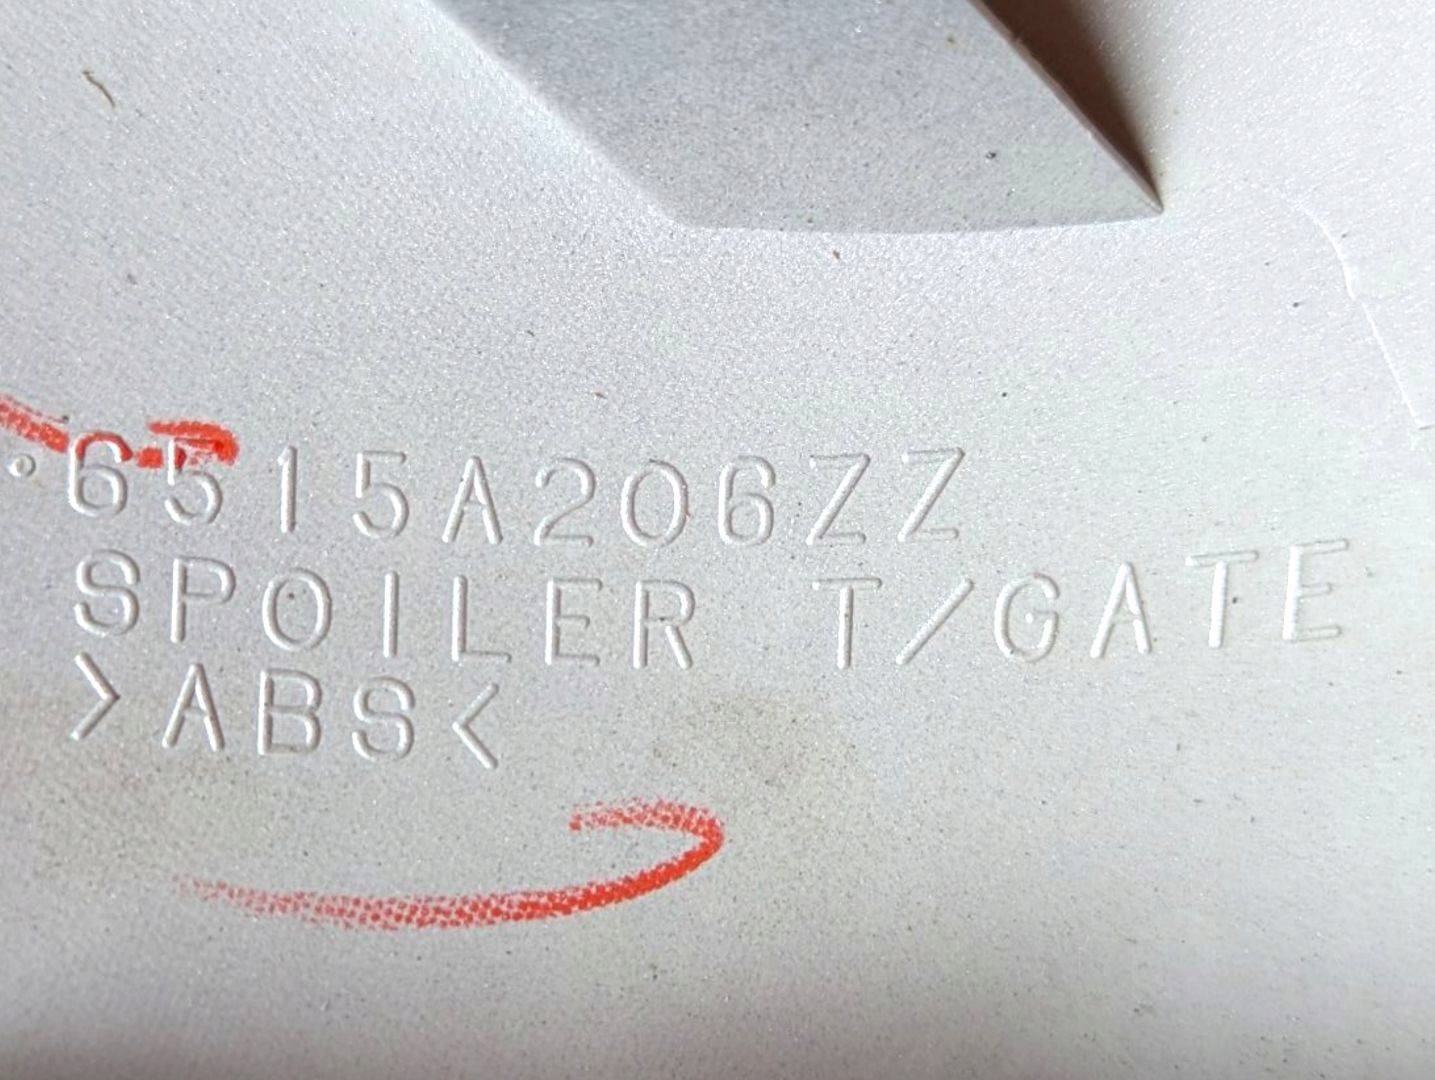 6515A206ZZ
SPOILER T/GATE
>ABS<